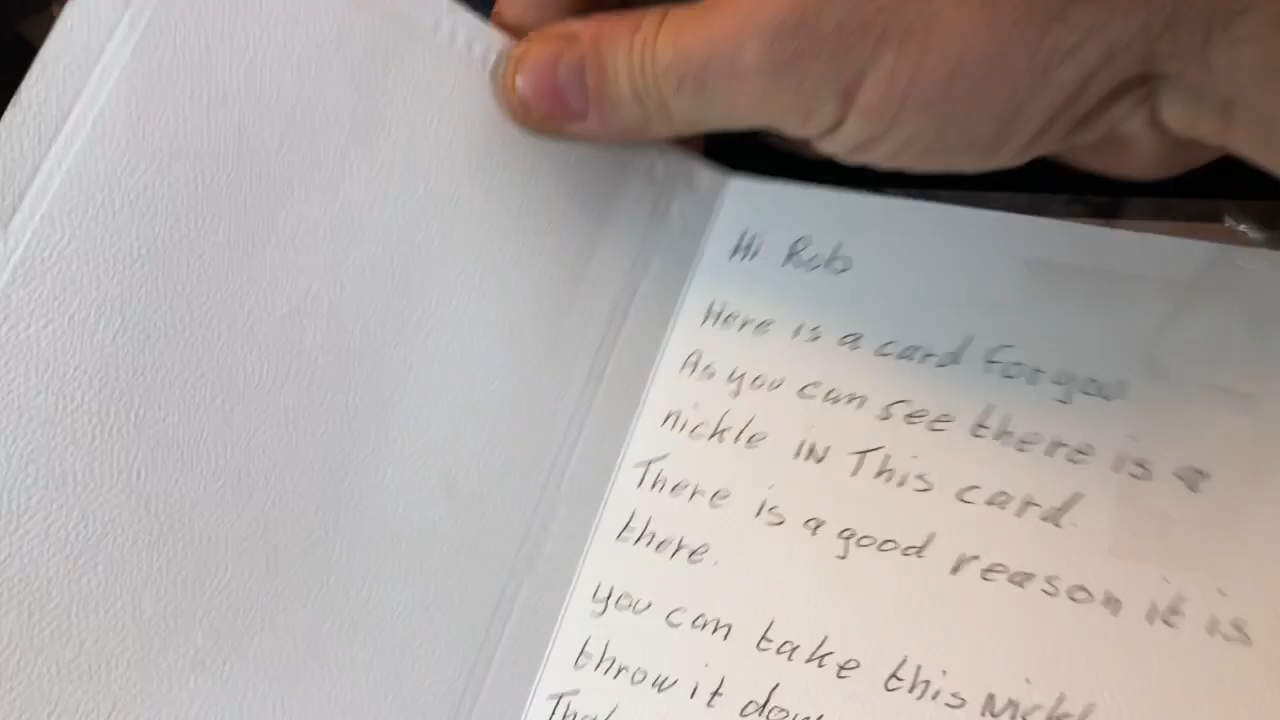 Hi Rob
Here is a card for you
As you can see there is a
nickle in This card.
There is a good reason it is
there.
you can take this
throw it